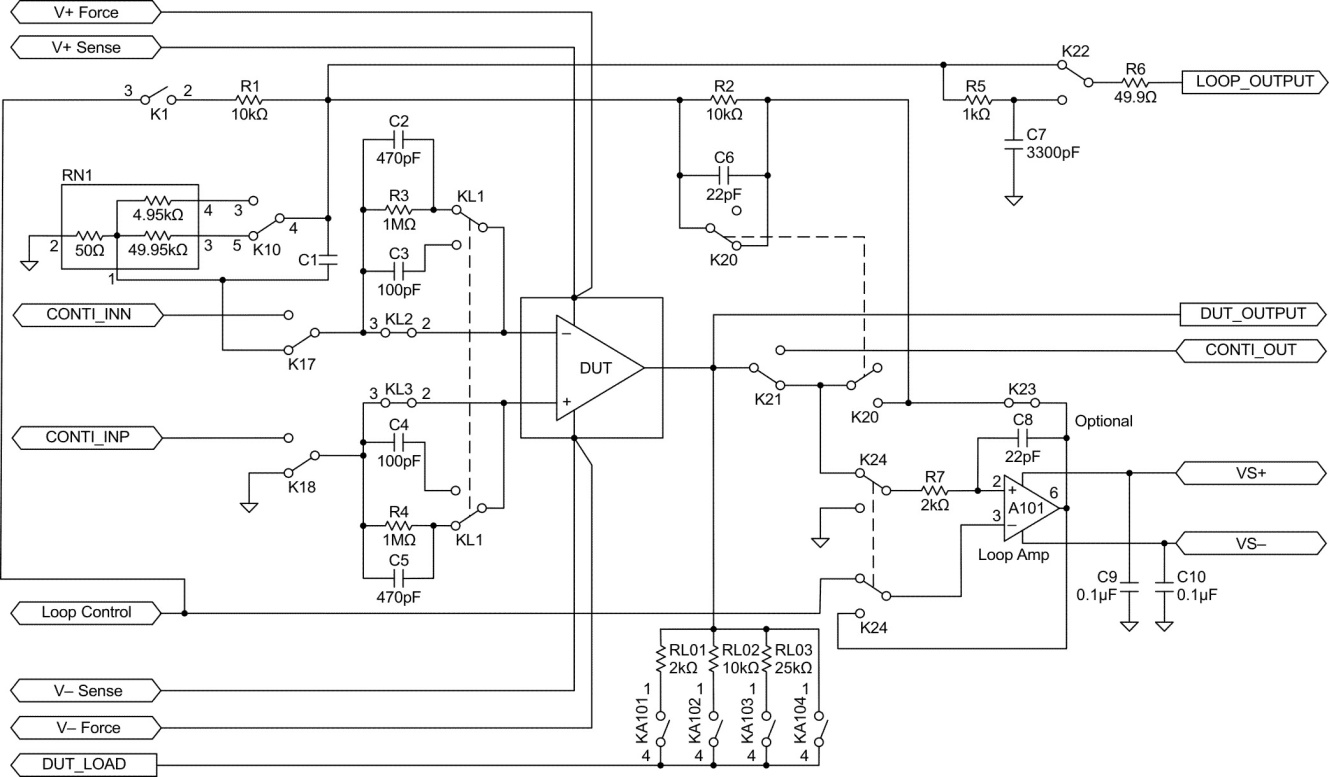 V+ Force
V+ Sense
K22
R6
49.9Ω
LOOP_OUTPUT
3
2
K1
R1
10kΩ
R2
10kΩ
R5
1kΩ
C7
3300pF
C2
470pF
C6
22pF
RN1
4.95kΩ
4
3
2
50Ω
49.95kΩ
3
5
K10
4
1
C1
R3
1MΩ
KL1
C3
100pF
K20
CONTI_INN
3
KL2
2
K17
–
DUT
+
DUT_OUTPUT
CONTI_OUT
K21
K20
K23
Optional
3
KL3
2
CONTI_INP
C4
100pF
K18
R4
1MΩ
KL1
C5
470pF
K24
R7
2kΩ
C8
22pF
2
+
A101
6
3
–
Loop Amp
VS+
VS–
C9
0.1µF
C10
0.1µF
K24
Loop Control
RL01
2kΩ
RL02
10kΩ
RL03
25kΩ
V– Sense
V– Force
DUT_LOAD
KA101
1
4
KA102
1
4
KA103
1
4
KA104
1
4